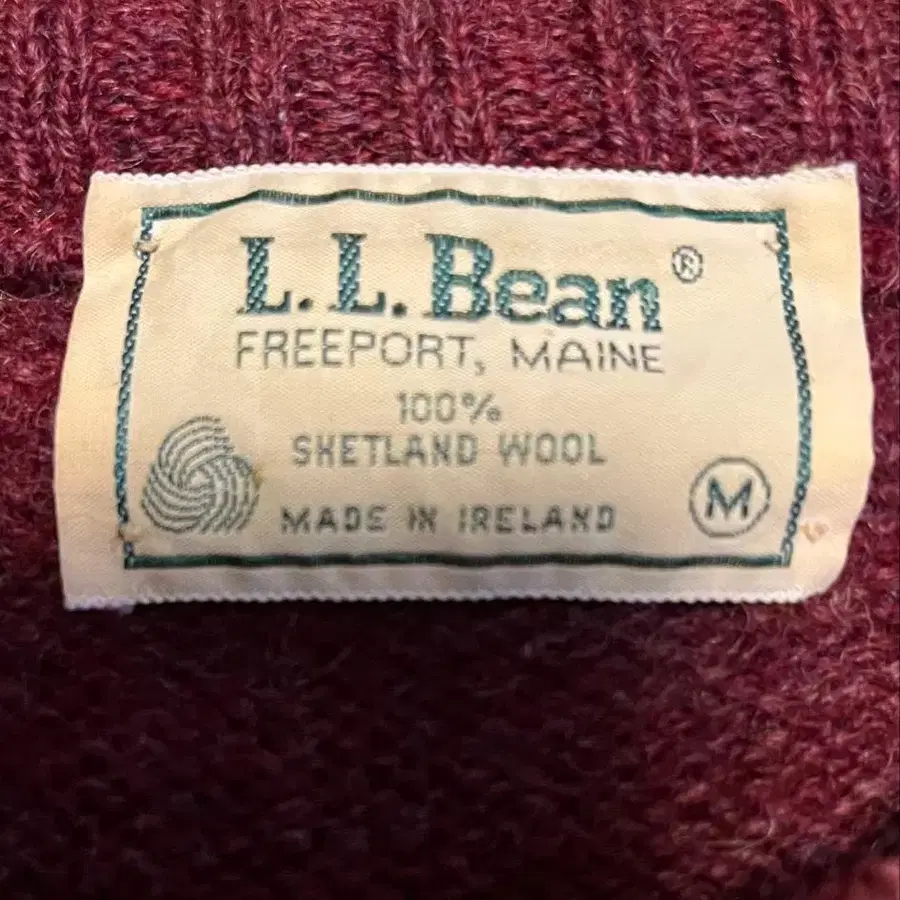 L.L.Bean®
FREEPORT, MAINE
100%
SHETLAND WOOL
MADE IN IRELAND
M